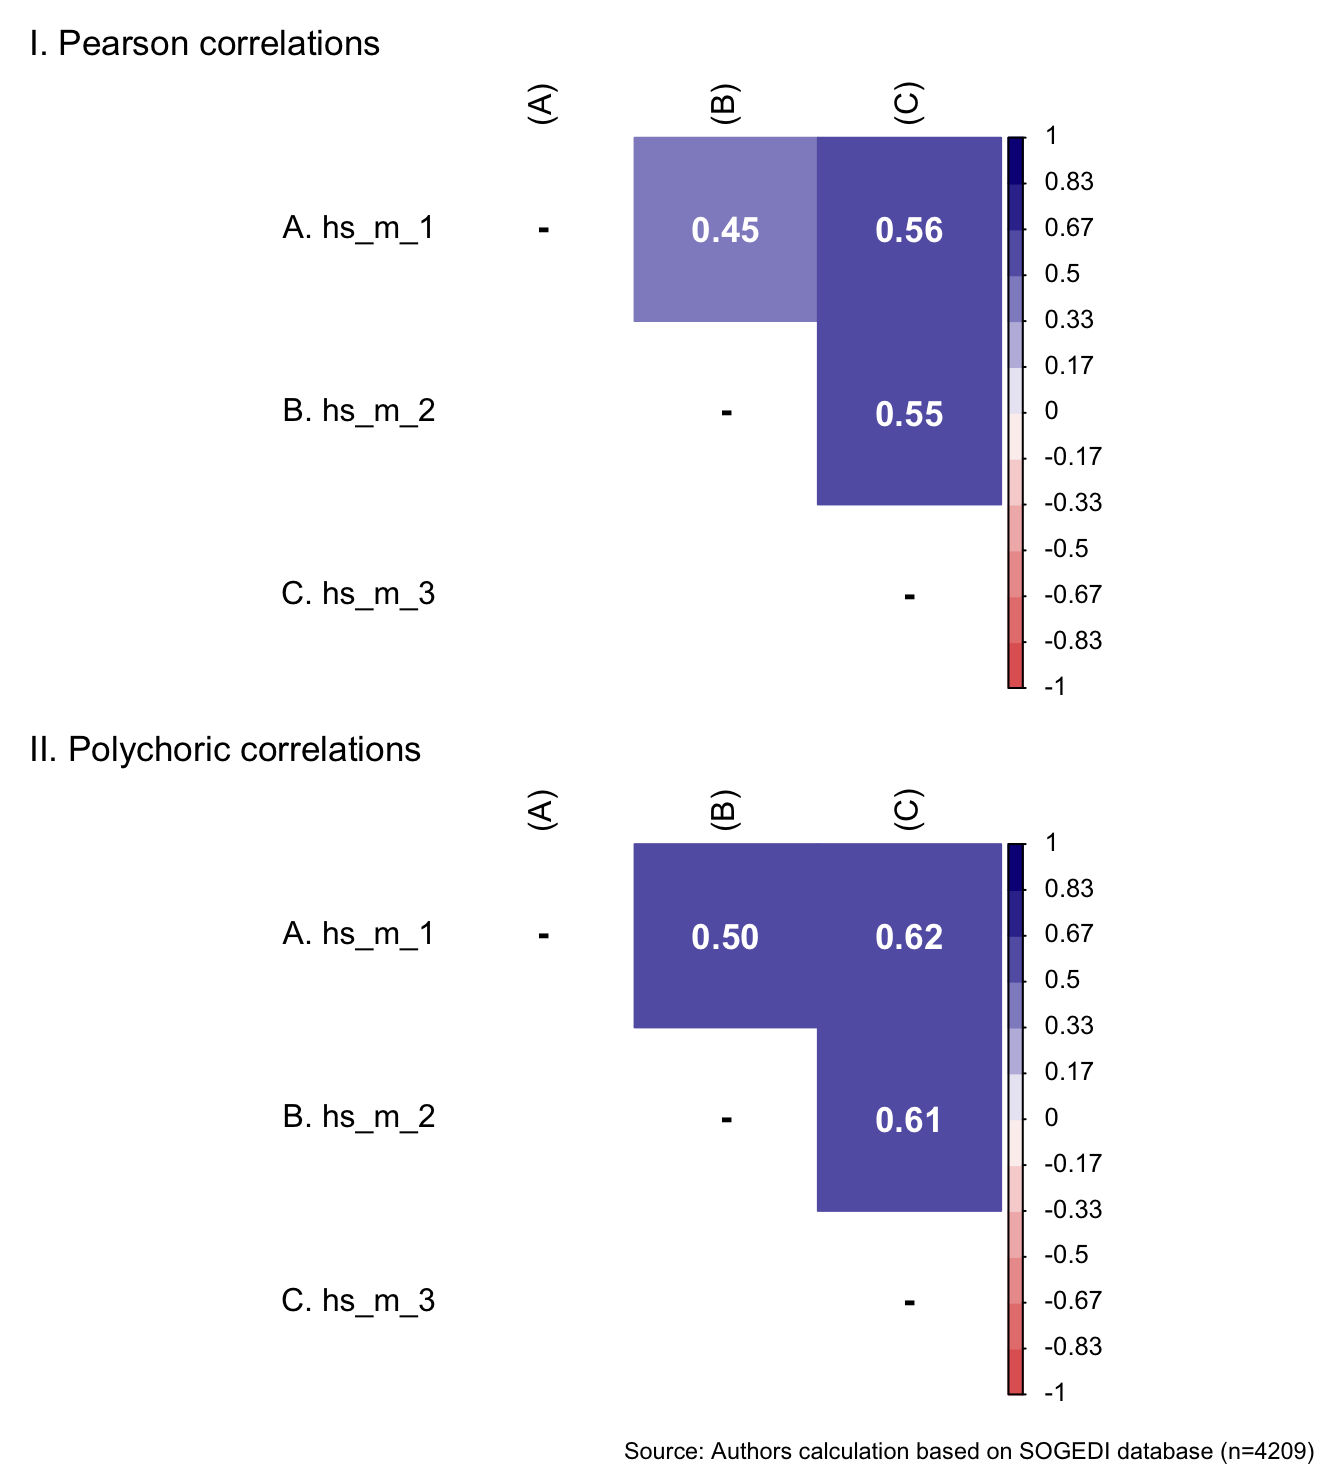 I. Pearson correlations
(A) (B) (C)
A. hs_m_1 - 0.45 0.56
B. hs_m_2 - 0.55
C. hs_m_3 -
1
0.83
0.67
0.5
0.33
0.17
0
-0.17
-0.33
-0.5
-0.67
-0.83
-1
II. Polychoric correlations
(A) (B) (C)
A. hs_m_1 - 0.50 0.62
B. hs_m_2 - 0.61
C. hs_m_3 -
1
0.83
0.67
0.5
0.33
0.17
0
-0.17
-0.33
-0.5
-0.67
-0.83
-1
Source: Authors calculation based on SOGEDI database (n=4209)